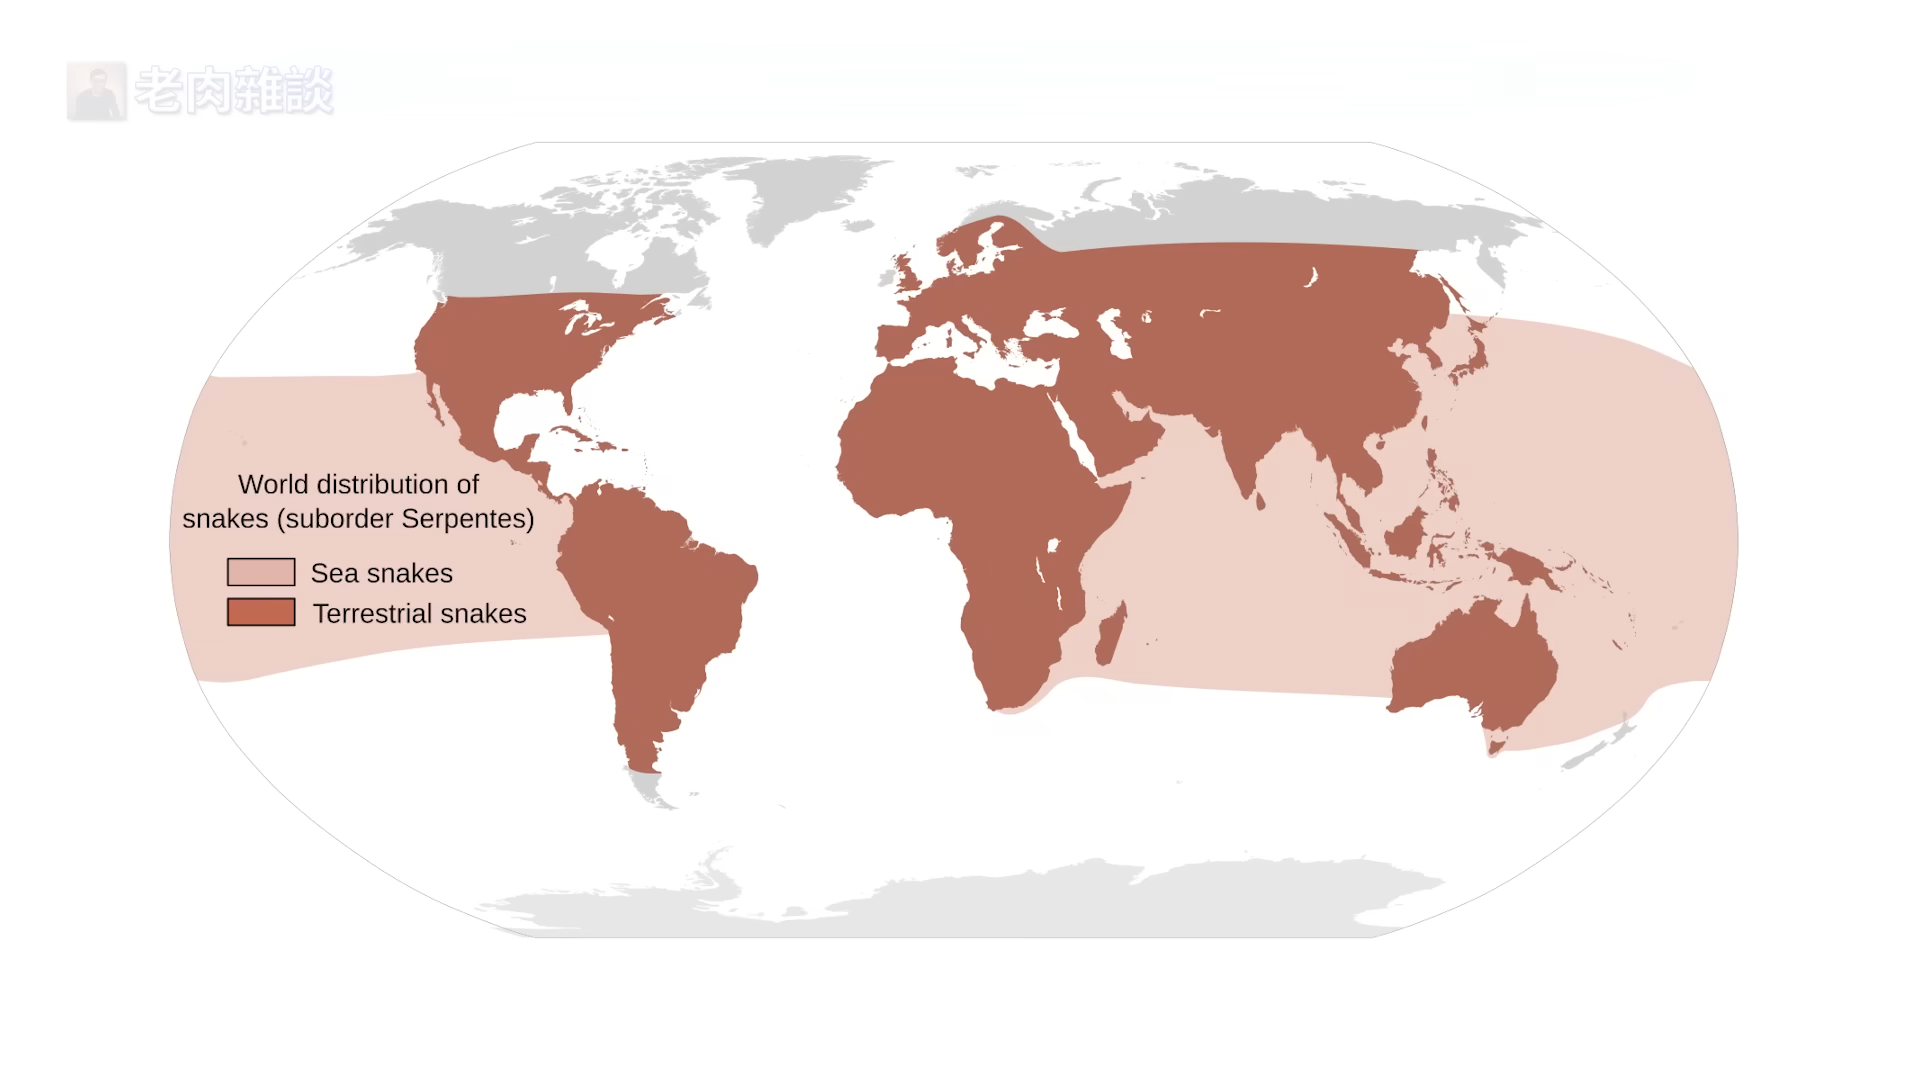 老肉雜談
World distribution of
snakes (suborder Serpentes)
Sea snakes
Terrestrial snakes